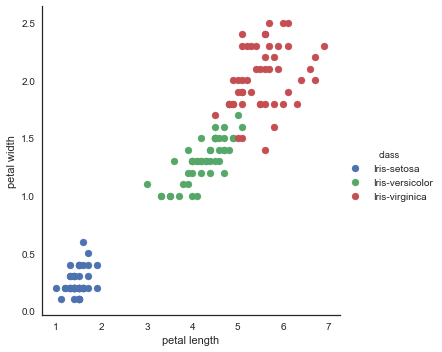 2.5
2.0
1.5
1.0
0.5
0.0
petal width
1 2 3 4 5 6 7
petal length
class
Iris-setosa
Iris-versicolor
Iris-virginica